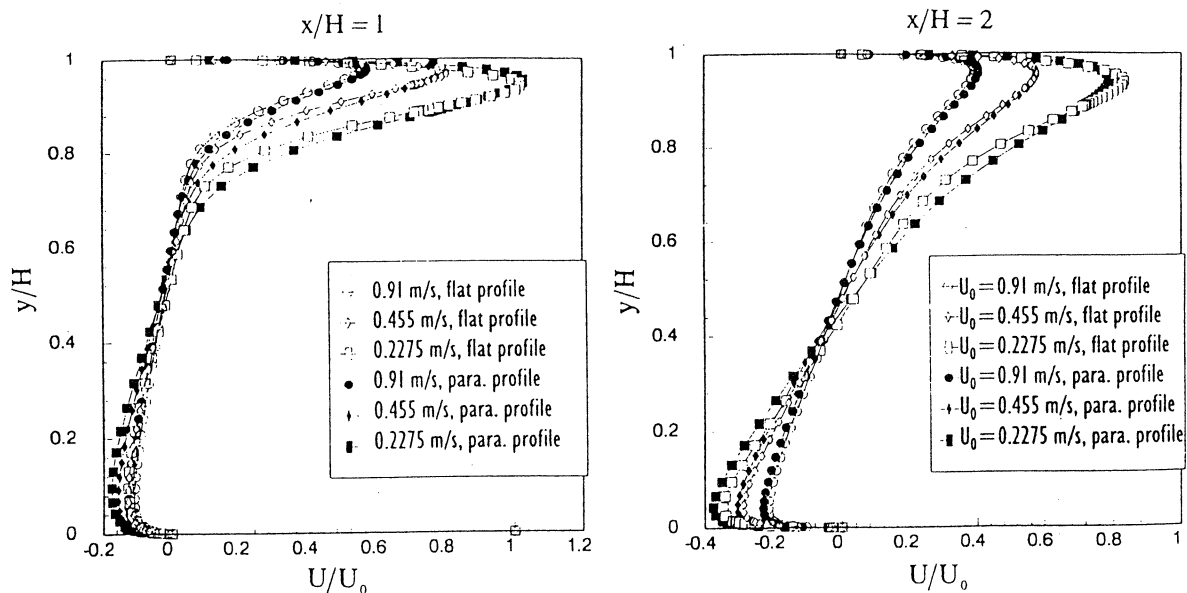 x/H = 1
1
0.8
0.6
0.4
0.2
0
y/H
-0.2
0
0.2
0.4
0.6
0.8
1
1.2
U/U₀
0.91 m/s, flat profile
0.455 m/s, flat profile
0.2275 m/s, flat profile
0.91 m/s, para. profile
0.455 m/s, para. profile
0.2275 m/s, para. profile
x/H = 2
1
0.8
0.6
0.4
0.2
0
y/H
-0.4
-0.2
0
0.2
0.4
0.6
0.8
1
U/U₀
U₀=0.91 m/s, flat profile
U₀=0.455 m/s, flat profile
U₀=0.2275 m/s, flat profile
U₀=0.91 m/s, para. profile
U₀=0.455 m/s, para. profile
U₀=0.2275 m/s, para. profile